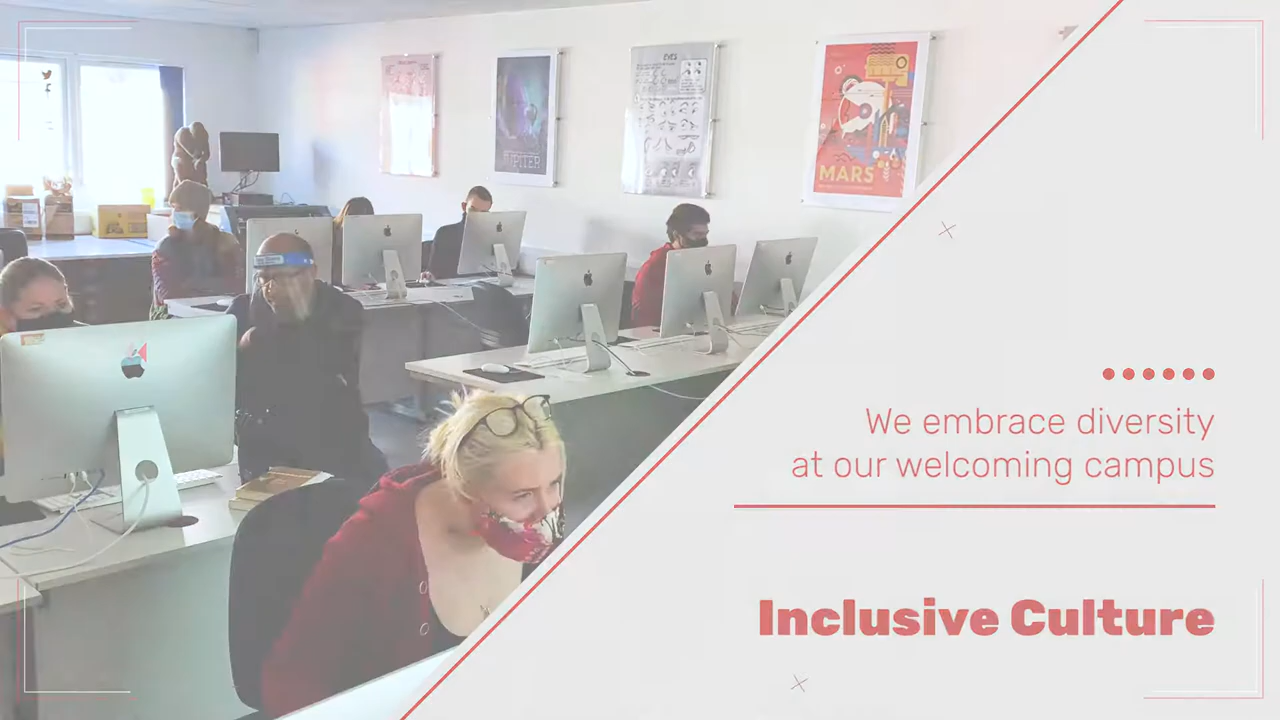 EYES
JUPITER
MARS
We embrace diversity
at our welcoming campus
Inclusive Culture